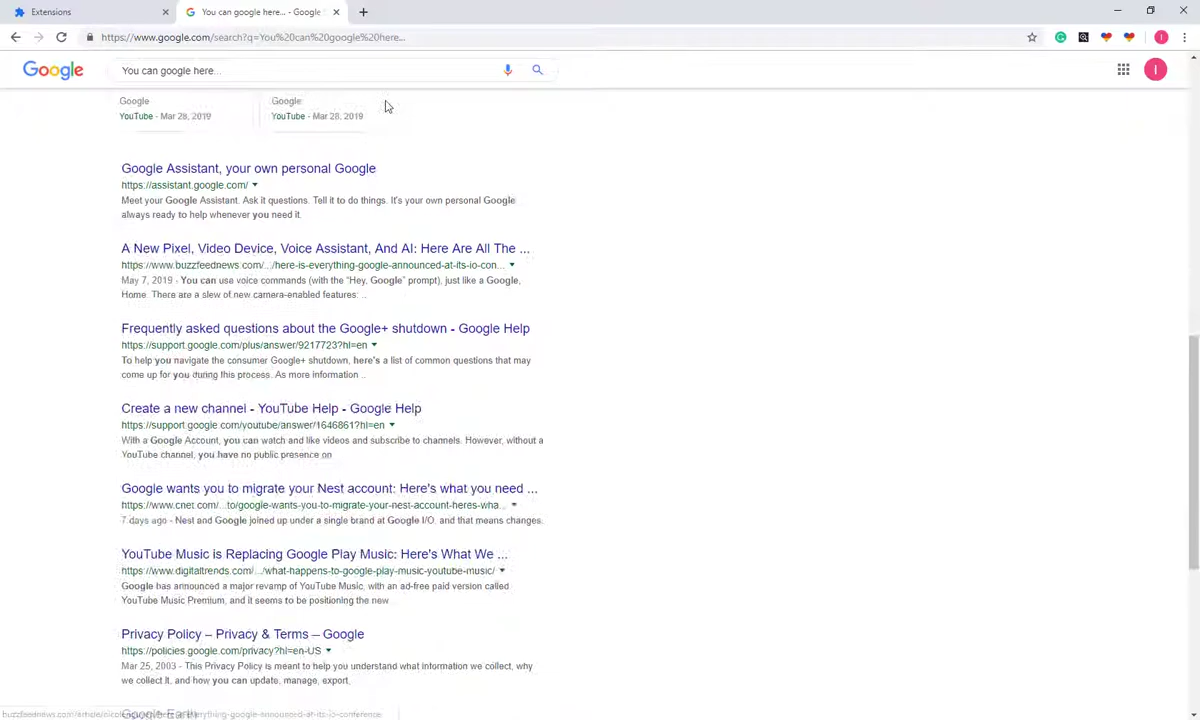 Extensions
You can google here... - Google
https://www.google.com/search?q=You%20can%20google%20here...
I
Google
You can google here...
I
Google
YouTube - Mar 28, 2019
Google
YouTube - Mar 28, 2019
Google Assistant, your own personal Google
https://assistant.google.com/
Meet your Google Assistant. Ask it questions. Tell it to do things. It's your own personal Google
always ready to help whenever you need it.
A New Pixel, Video Device, Voice Assistant, And AI: Here Are All The ...
https://www.buzzfeednews.com/.../here-is-everything-google-announced-at-its-io-con...
May 7, 2019 - You can use voice commands (with the "Hey, Google" prompt), just like a Google,
Home. There are a slew of new camera-enabled features: ..
Frequently asked questions about the Google+ shutdown - Google Help
https://support.google.com/plus/answer/9217723?hl=en
To help you navigate the consumer Google+ shutdown, here's a list of common questions that may
come up for you during this process. As more information ..
Create a new channel - YouTube Help - Google Help
https://support.google.com/youtube/answer/1646861?hl=en
With a Google Account, you can watch and like videos and subscribe to channels. However, without a
YouTube channel, you have no public presence on
Google wants you to migrate your Nest account: Here's what you need ...
https://www.cnet.com/...to/google-wants-you-to-migrate-your-nest-account-heres-wha...
7 days ago - Nest and Google joined up under a single brand at Google I/O, and that means changes.
YouTube Music is Replacing Google Play Music: Here's What We ...
https://www.digitaltrends.com/.../what-happens-to-google-play-music-youtube-music/
Google has announced a major revamp of YouTube Music, with an ad-free paid version called
YouTube Music Premium, and it seems to be positioning the new
Privacy Policy – Privacy & Terms – Google
https://policies.google.com/privacy?hl=en-US
Mar 25, 2003 - This Privacy Policy is meant to help you understand what information we collect, why
we collect it, and how you can update, manage, export,
Google Earth